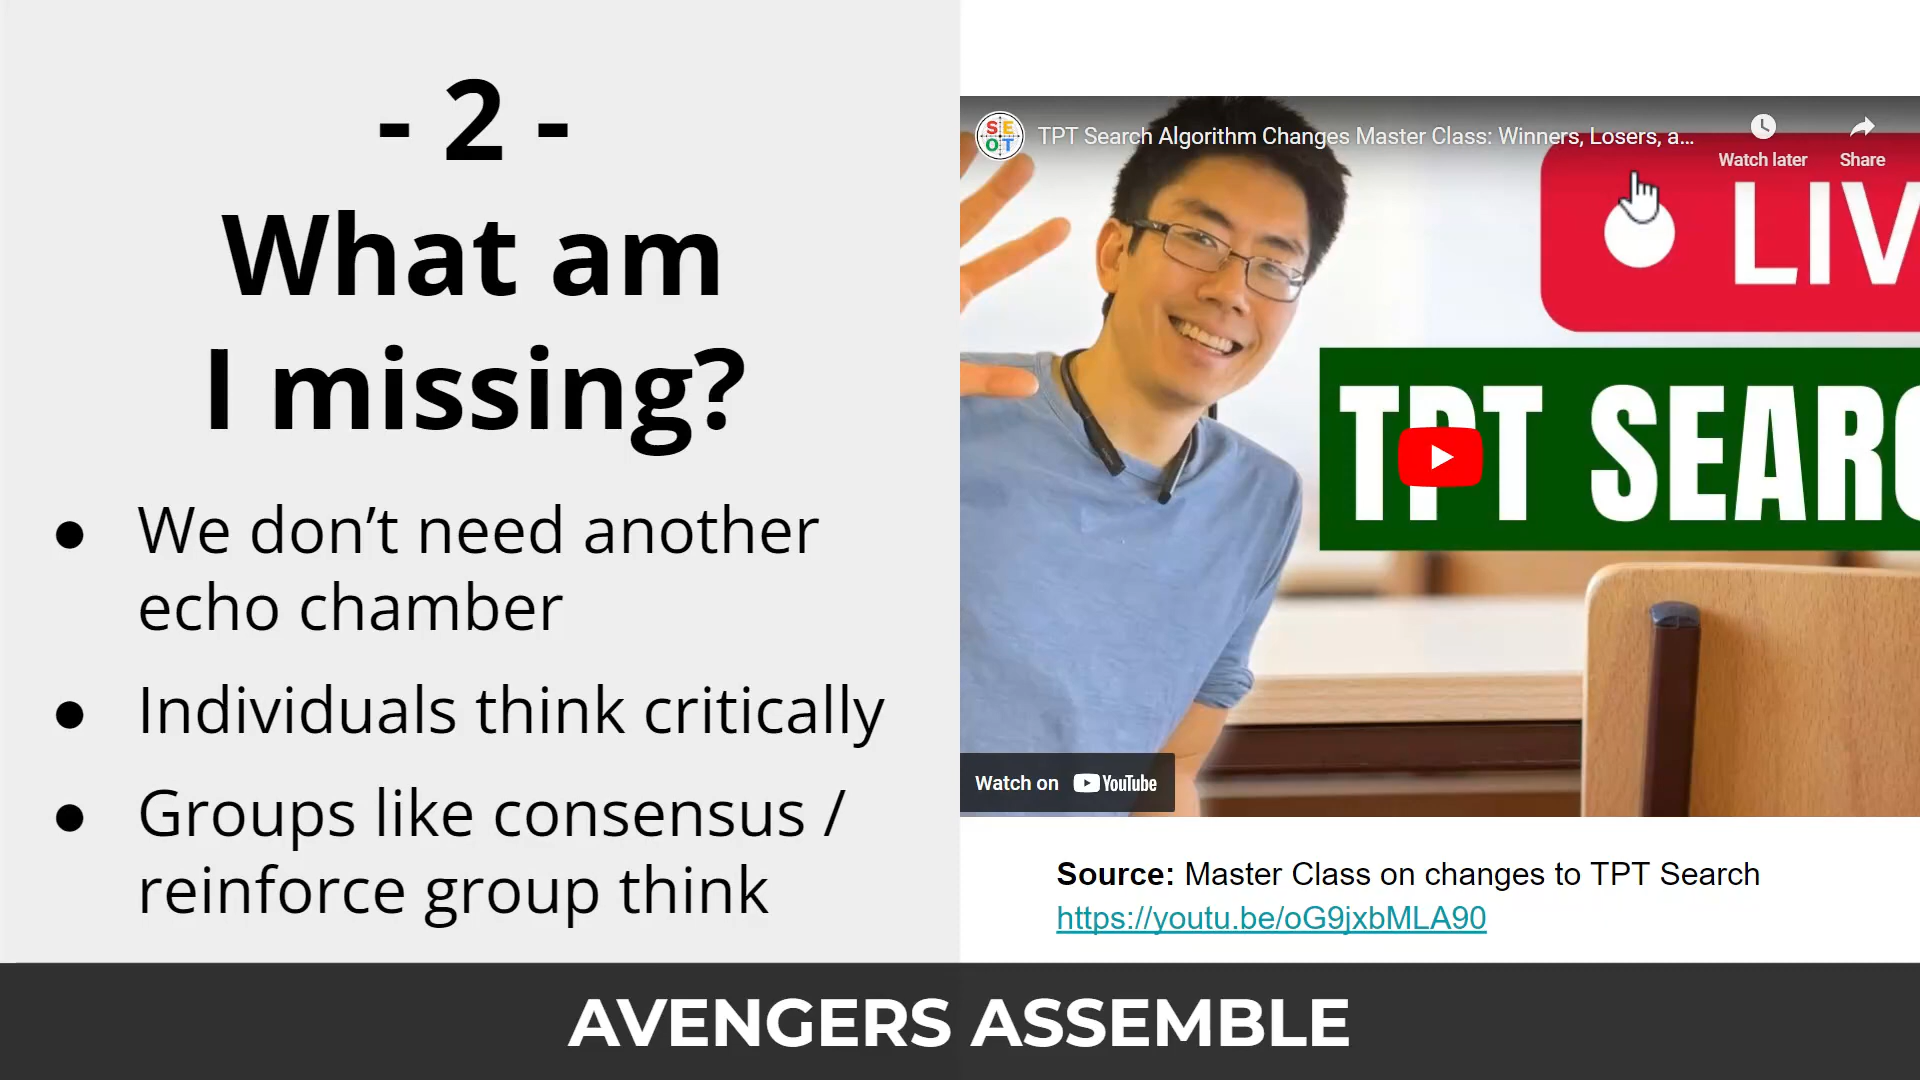 - 2 -
What am
I missing?
● We don’t need another
echo chamber
● Individuals think critically
● Groups like consensus /
reinforce group think
SE
OT
TPT Search Algorithm Changes Master Class: Winners, Losers, a...
Watch later
Share
LIV
TPT SEARC
Watch on YouTube
Source: Master Class on changes to TPT Search
https://youtu.be/oG9jxbMLA90
AVENGERS ASSEMBLE